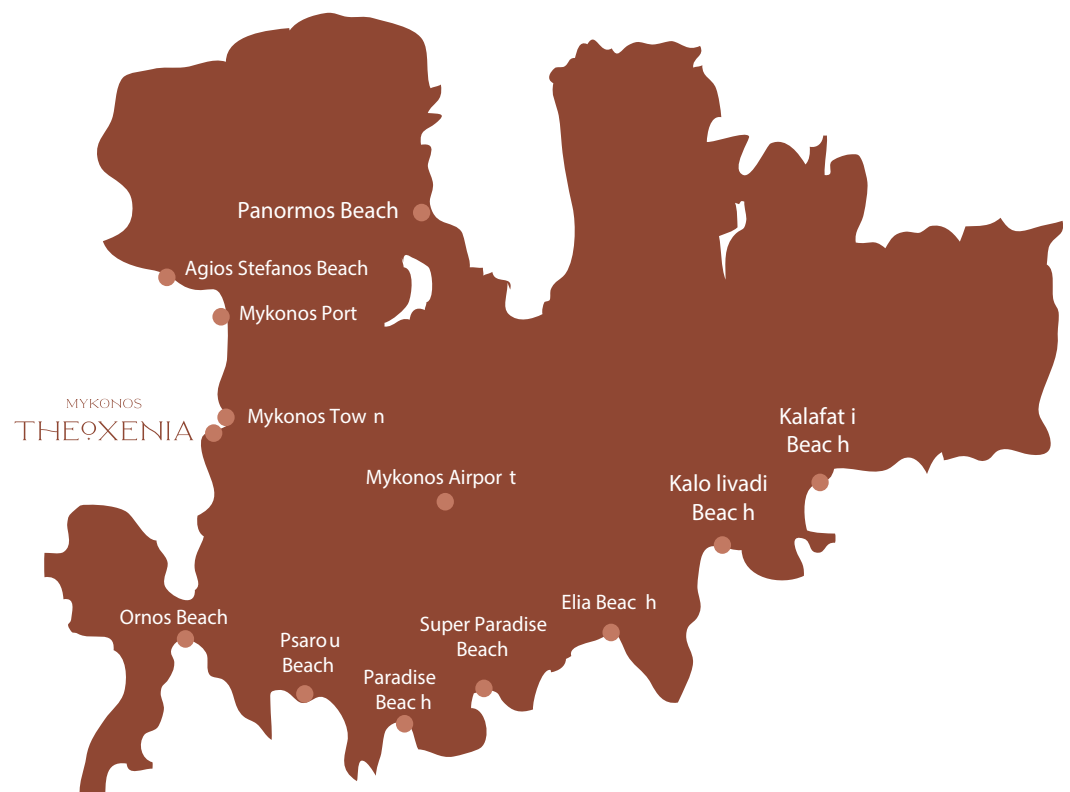 Panormos Beach
Agios Stefanos Beach
Mykonos Port
MYKONOS
THEOXENIA
Mykonos Tow n
Kalafat i
Beac h
Mykonos Airpor t
Kalo livadi
Beac h
Elia Beac h
Ornos Beach
Super Paradise
Beach
Psaro u
Beach
Paradise
Beac h